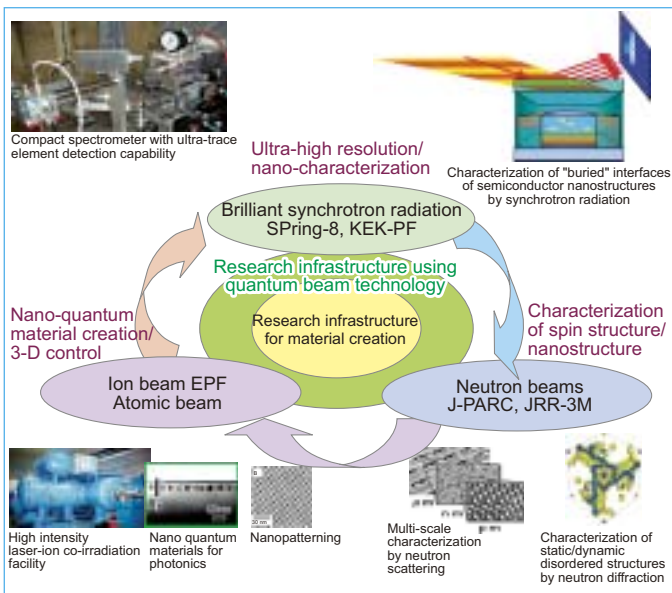 Compact spectrometer with ultra-trace
element detection capability
Ultra-high resolution/
nano-characterization
Characterization of "buried" interfaces
of semiconductor nanostructures
by synchrotron radiation
Brilliant synchrotron radiation
SPring-8, KEK-PF
Research infrastructure using
quantum beam technology
Research infrastructure
for material creation
Nano-quantum
material creation/
3-D control
Characterization
of spin structure/
nanostructure
Ion beam EPF
Atomic beam
Neutron beams
J-PARC, JRR-3M
High intensity
laser-ion co-irradiation
facility
Nano quantum
materials for
photonics
Nanopatterning
Multi-scale
characterization
by neutron
scattering
Characterization of
static/dynamic
disordered structures
by neutron diffraction